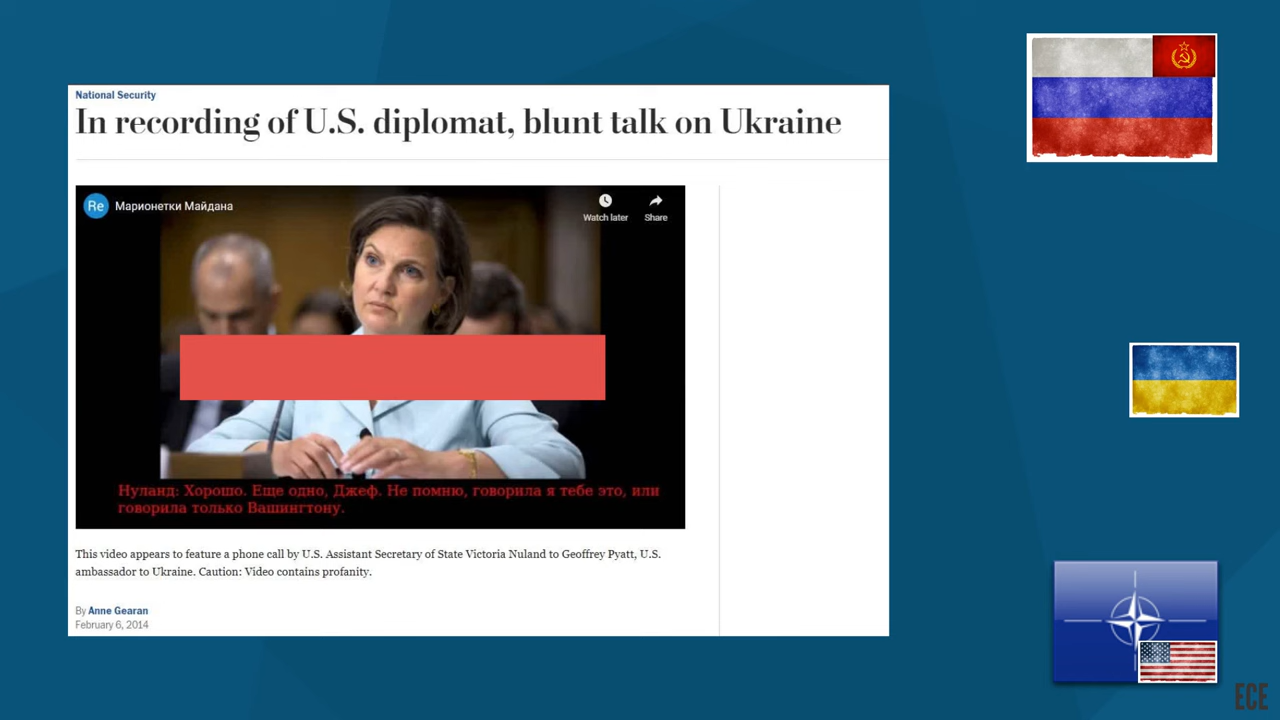 National Security
In recording of U.S. diplomat, blunt talk on Ukraine
Re Марионетки Майдана
Watch later Share
Нуланд: Хорошо. Еще одно, Джеф. Не помню, говорила я тебе это, или
говорила только Вашингтону.
This video appears to feature a phone call by U.S. Assistant Secretary of State Victoria Nuland to Geoffrey Pyatt, U.S.
ambassador to Ukraine. Caution: Video contains profanity.
By Anne Gearan
February 6, 2014
ECE